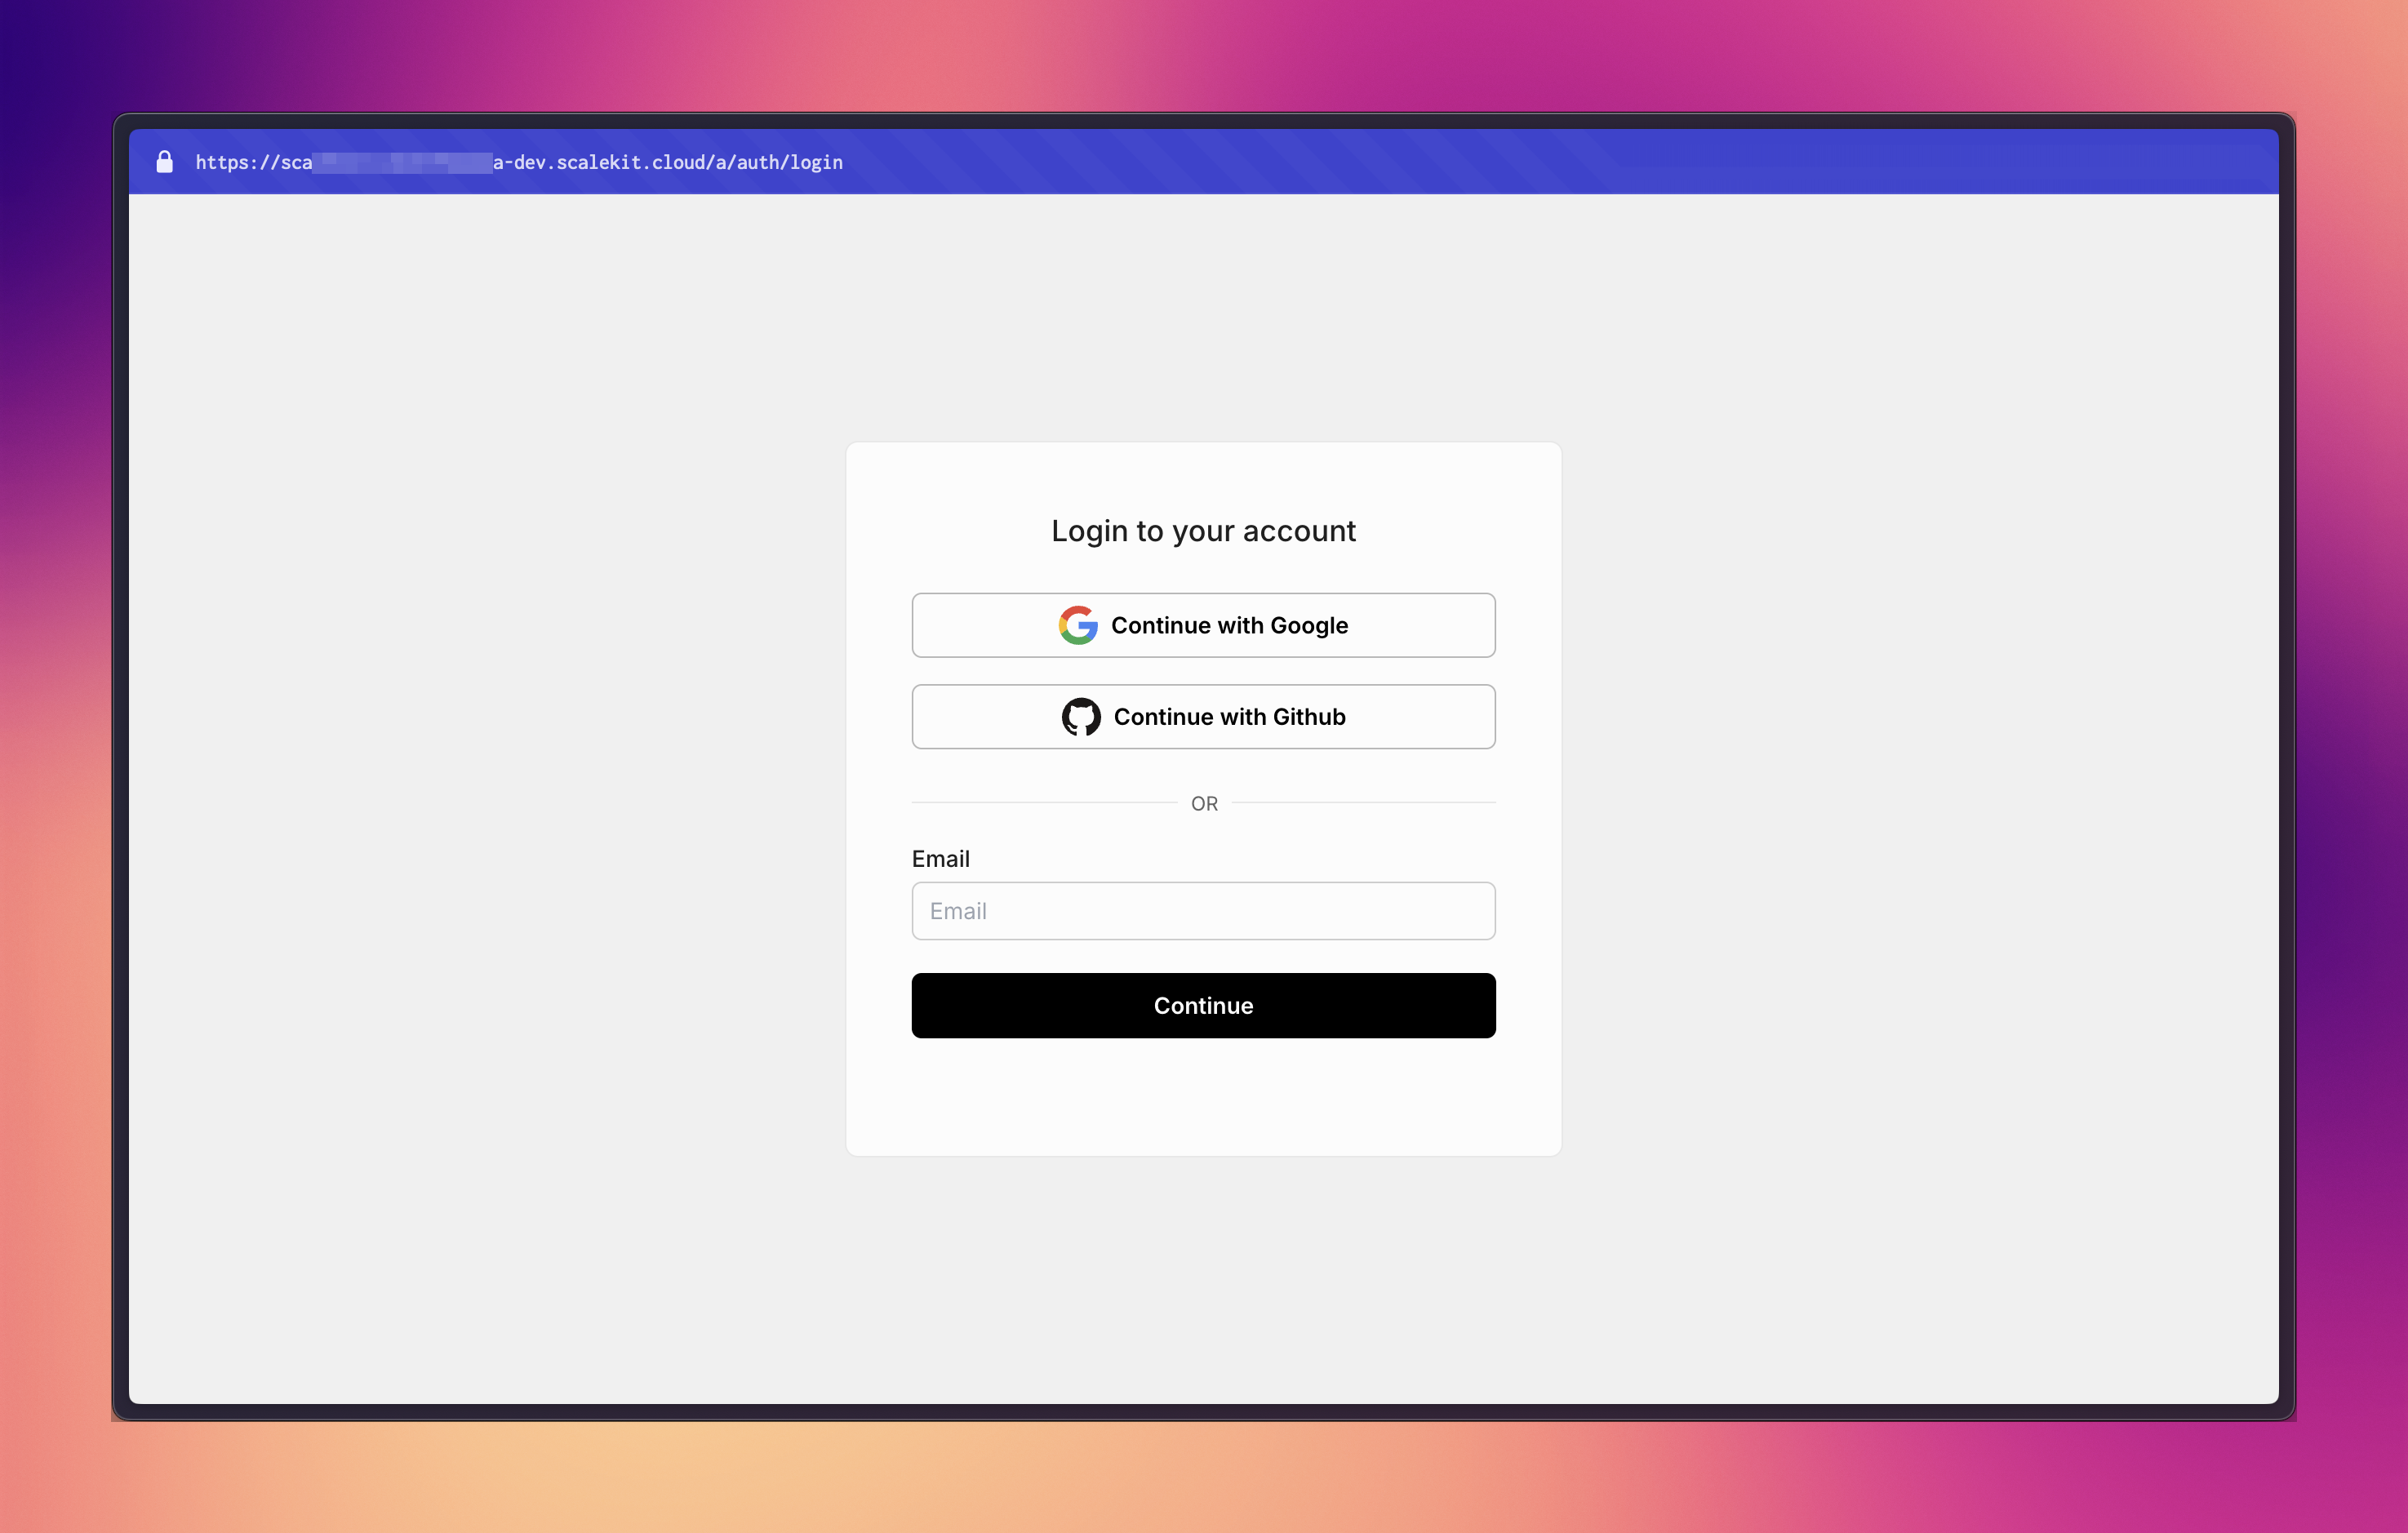 https://sca a-dev.scalekit.cloud/a/auth/login
Login to your account
Continue with Google
Continue with Github
OR
Email
Email
Continue